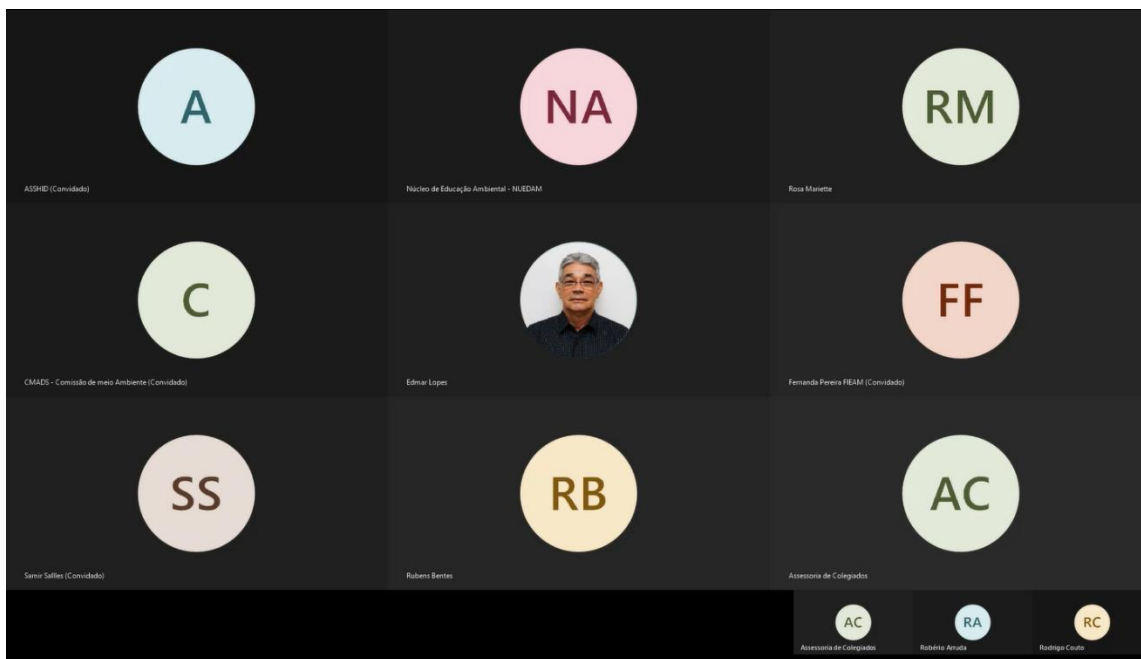 A
ASSHID (Convidado)
NA
Núcleo de Educação Ambiental - NUEDAM
RM
Rosa Mariette
C
CMADS - Comissão de meio Ambiente (Convidado)
Edmar Lopes
FF
Fernanda Pereira FIEAM (Convidado)
SS
Samir Sallles (Convidado)
RB
Rubens Bentes
AC
Assessoria de Colegiados
AC
Assessoria de Colegiados
RA
Robério Arruda
RC
Rodrigo Couto